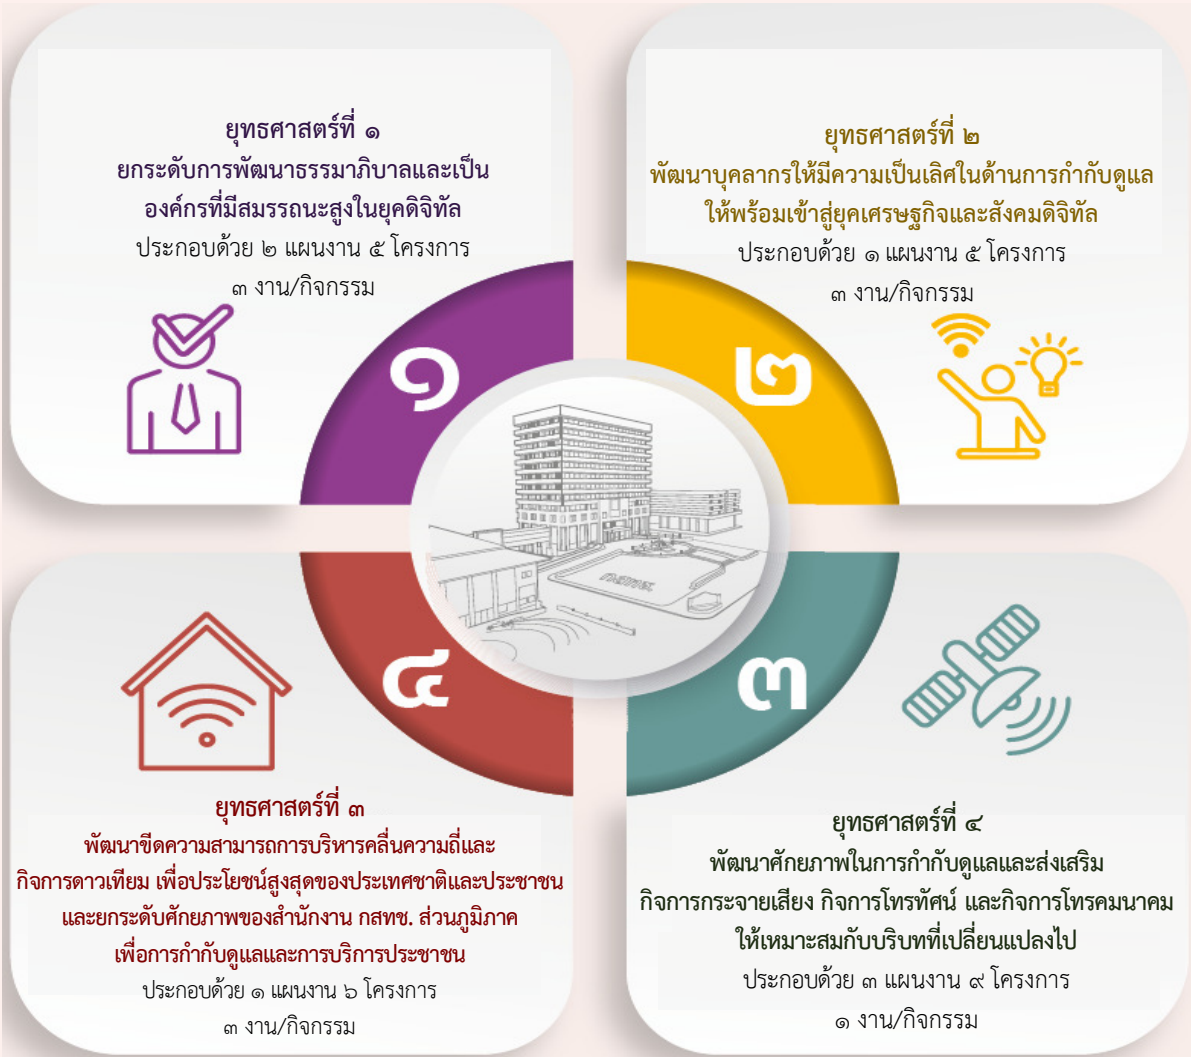 ยุทธศาสตร์ที่ ๑
ยกระดับการพัฒนาธรรมาภิบาลและเป็น
องค์กรที่มีสมรรถนะสูงในยุคดิจิทัล
ประกอบด้วย ๒ แผนงาน ๕ โครงการ
๓ งาน/กิจกรรม
๑
ยุทธศาสตร์ที่ ๒
พัฒนาบุคลากรให้มีความเป็นเลิศในด้านการกำกับดูแล
ให้พร้อมเข้าสู่ยุคเศรษฐกิจและสังคมดิจิทัล
ประกอบด้วย ๑ แผนงาน ๕ โครงการ
๓ งาน/กิจกรรม
๒
กสทช.
๔
ยุทธศาสตร์ที่ ๓
พัฒนาขีดความสามารถการบริหารคลื่นความถี่และ
กิจการดาวเทียม เพื่อประโยชน์สูงสุดของประเทศชาติและประชาชน
และยกระดับศักยภาพของสำนักงาน กสทช. ส่วนภูมิภาค
เพื่อการกำกับดูแลและการบริการประชาชน
ประกอบด้วย ๑ แผนงาน ๖ โครงการ
๓ งาน/กิจกรรม
๓
ยุทธศาสตร์ที่ ๔
พัฒนาศักยภาพในการกำกับดูแลและส่งเสริม
กิจการกระจายเสียง กิจการโทรทัศน์ และกิจการโทรคมนาคม
ให้เหมาะสมกับบริบทที่เปลี่ยนแปลงไป
ประกอบด้วย ๓ แผนงาน ๙ โครงการ
๑ งาน/กิจกรรม